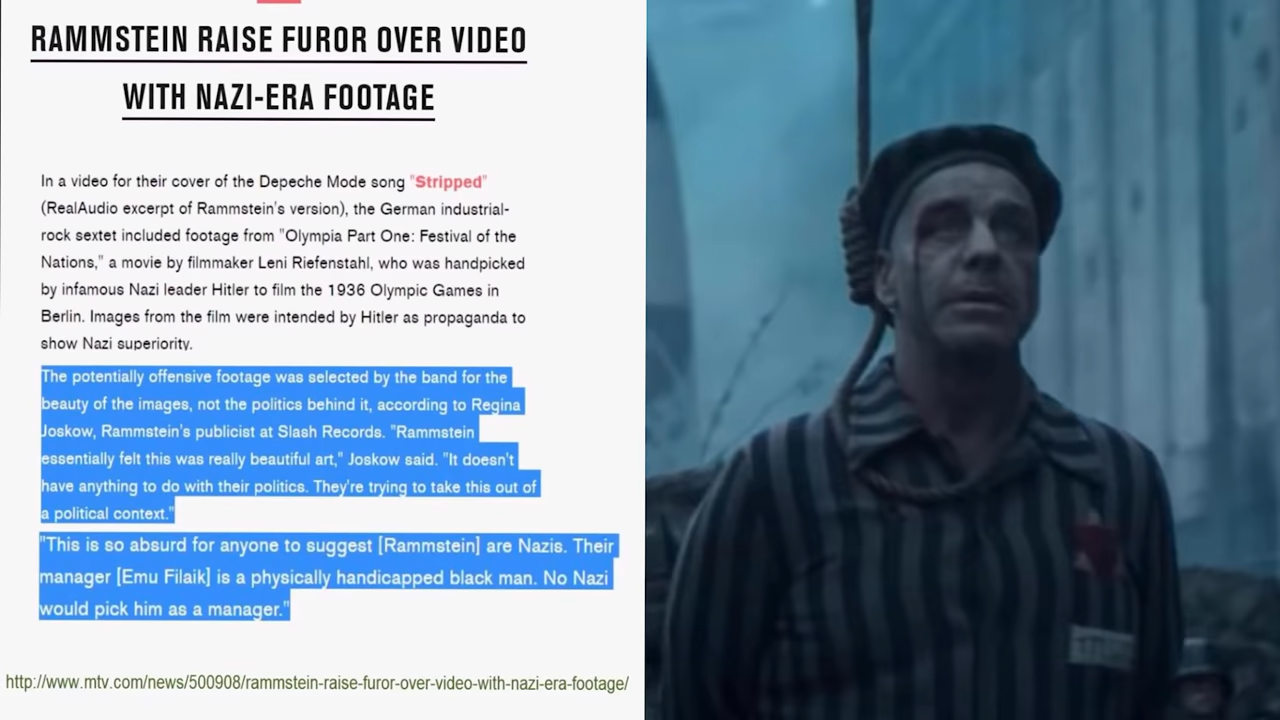 RAMMSTEIN RAISE FUROR OVER VIDEO
WITH NAZI-ERA FOOTAGE
In a video for their cover of the Depeche Mode song "Stripped"
(RealAudio excerpt of Rammstein's version), the German industrial-
rock sextet included footage from "Olympia Part One: Festival of the
Nations," a movie by filmmaker Leni Riefenstahl, who was handpicked
by infamous Nazi leader Hitler to film the 1936 Olympic Games in
Berlin. Images from the film were intended by Hitler as propaganda to
show Nazi superiority.
The potentially offensive footage was selected by the band for the
beauty of the images, not the politics behind it, according to Regina
Joskow, Rammstein's publicist at Slash Records. "Rammstein
essentially felt this was really beautiful art," Joskow said. "It doesn't
have anything to do with their politics. They're trying to take this out of
a political context."
"This is so absurd for anyone to suggest [Rammstein] are Nazis. Their
manager [Emu Filaik] is a physically handicapped black man. No Nazi
would pick him as a manager."
http://www.mtv.com/news/500908/rammstein-raise-furor-over-video-with-nazi-era-footage/